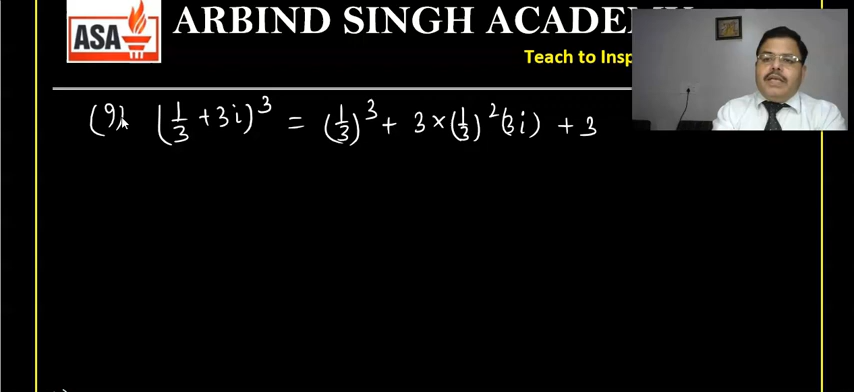 ARBIND SINGH ACADEMY
ASA
Teach to Insp
(9), (1/3 + 3i)^3 = (1/3)^3 + 3 × (1/3)^2 (3i) + 3